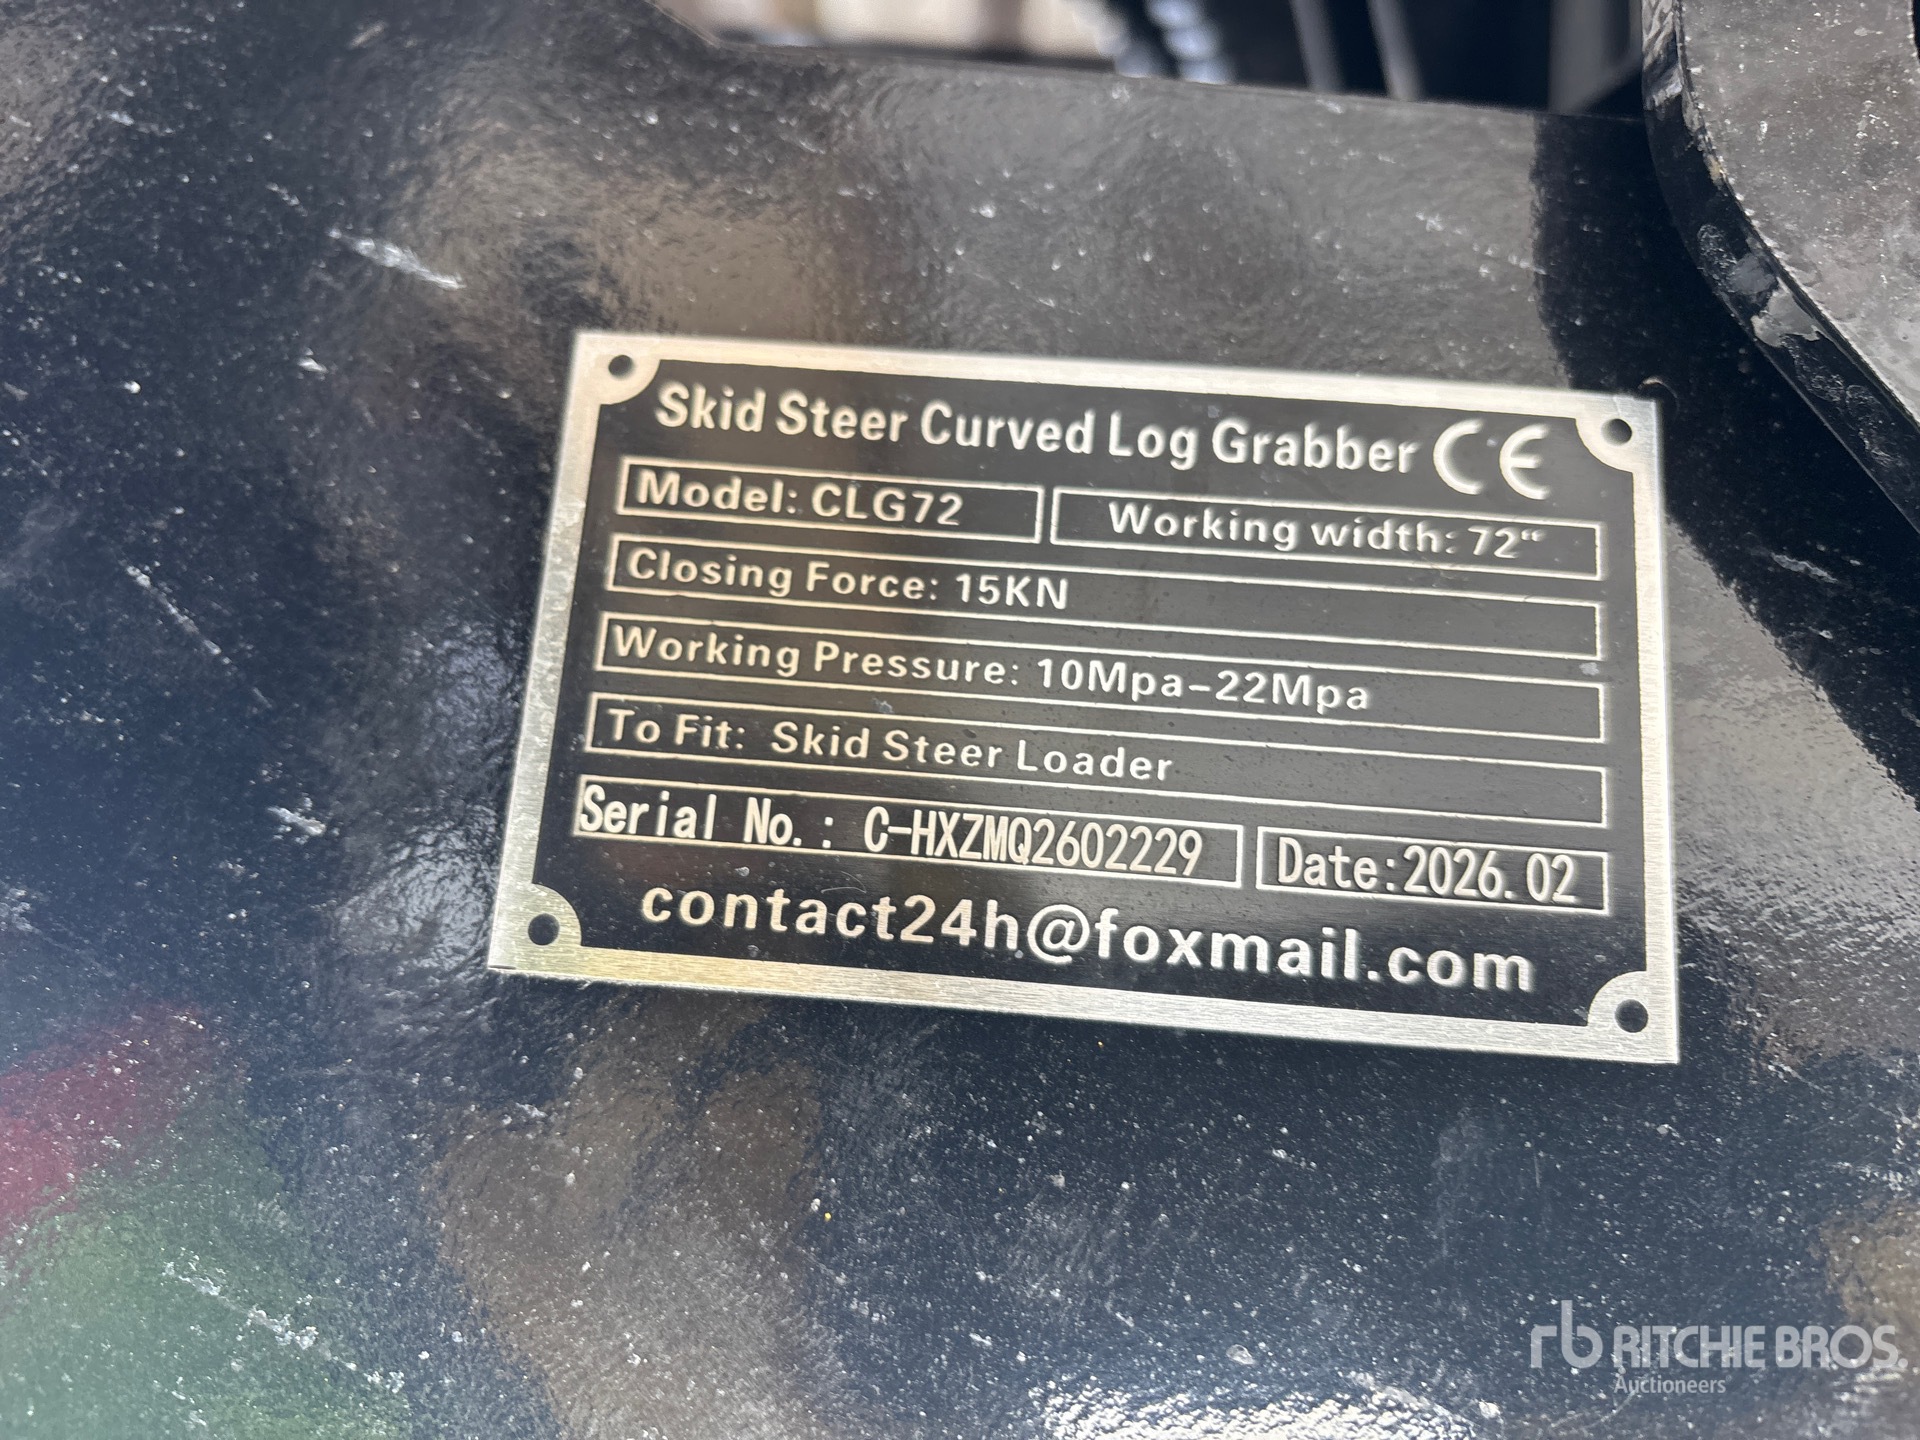 Skid Steer Curved Log Grabber CE
Model: CLG72
Working width: 72“
Closing Force: 15KN
Working Pressure: 10Mpa-22Mpa
To Fit: Skid Steer Loader
Serial No.: C-HXZMQ2602229
Date:2026.02
contact24h@foxmail.com
rb RITCHIE BROS.
Auctioneers